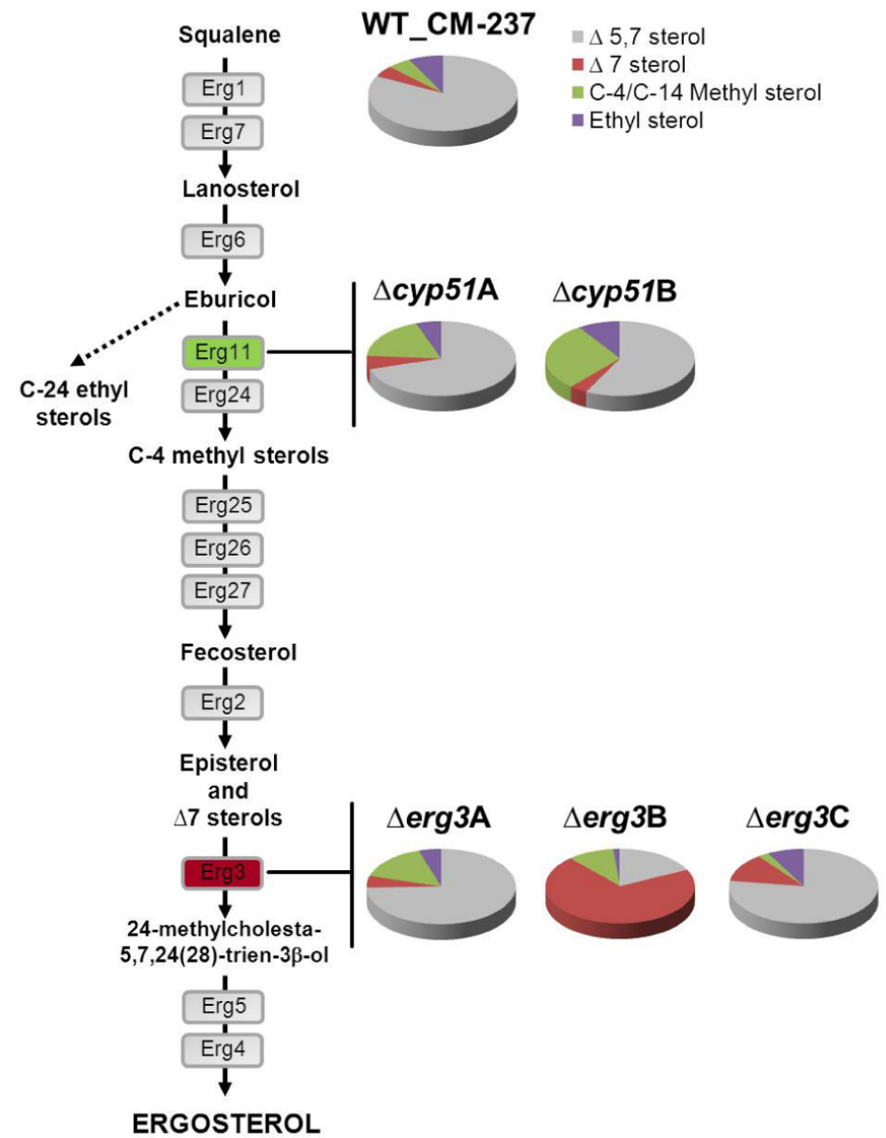 WT_CM-237
Δ 5,7 sterol
Δ 7 sterol
C-4/C-14 Methyl sterol
Ethyl sterol
Squalene
Erg1
Erg7
Lanosterol
Erg6
Eburicol
Δcyp51A
Δcyp51B
Erg11
C-24 ethyl
sterols
Erg24
C-4 methyl sterols
Erg25
Erg26
Erg27
Fecosterol
Erg2
Episterol
and
Δ7 sterols
Δerg3A
Δerg3B
Δerg3C
Erg3
24-methylcholesta-
5,7,24(28)-trien-3β-ol
Erg5
Erg4
ERGOSTEROL